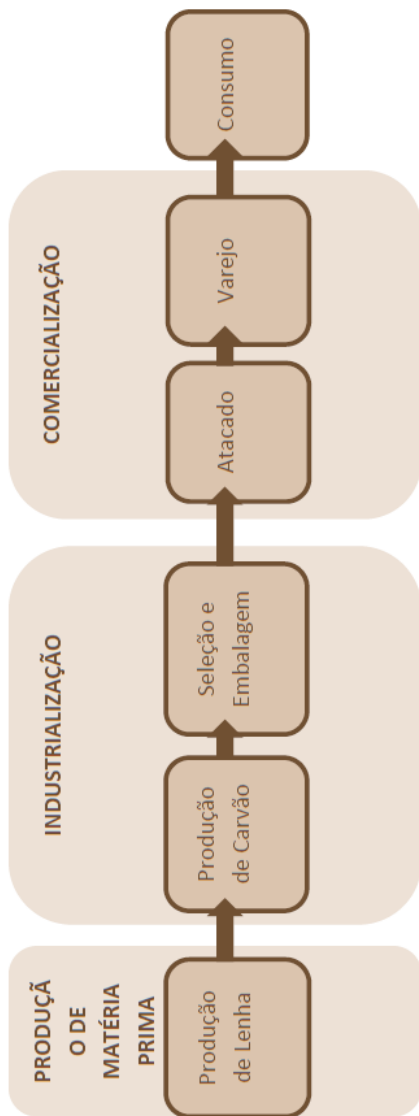 PRODUÇÃ
O DE
MATÉRIA
PRIMA
Produção
de Lenha
INDUSTRIALIZAÇÃO
Produção
de Carvão
Seleção e
Embalagem
COMERCIALIZAÇÃO
Atacado
Varejo
Consumo